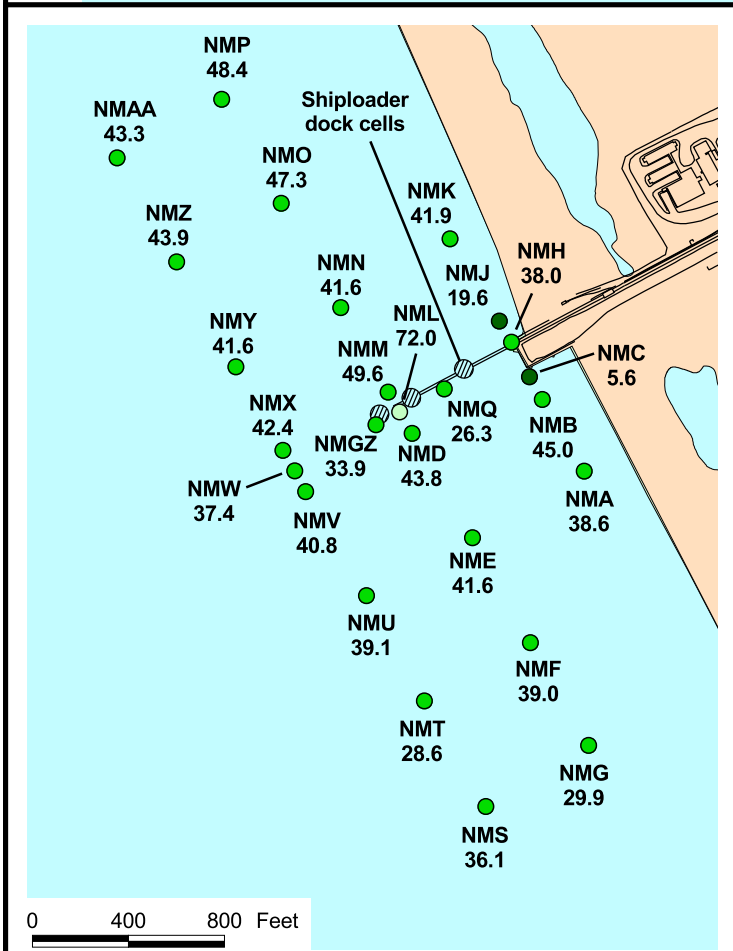 NMP
48.4
NMAA
43.3
Shiploader
dock cells
NMO
47.3
NMK
41.9
NMZ
43.9
NMH
38.0
NMJ
19.6
NMN
41.6
NML
72.0
NMY
41.6
NMM
49.6
NMC
5.6
NMX
42.4
NMQ
26.3
NMB
45.0
NMGZ
33.9
NMD
43.8
NMW
37.4
NMA
38.6
NMV
40.8
NME
41.6
NMU
39.1
NMF
39.0
NMT
28.6
NMG
29.9
NMS
36.1
0 400 800 Feet